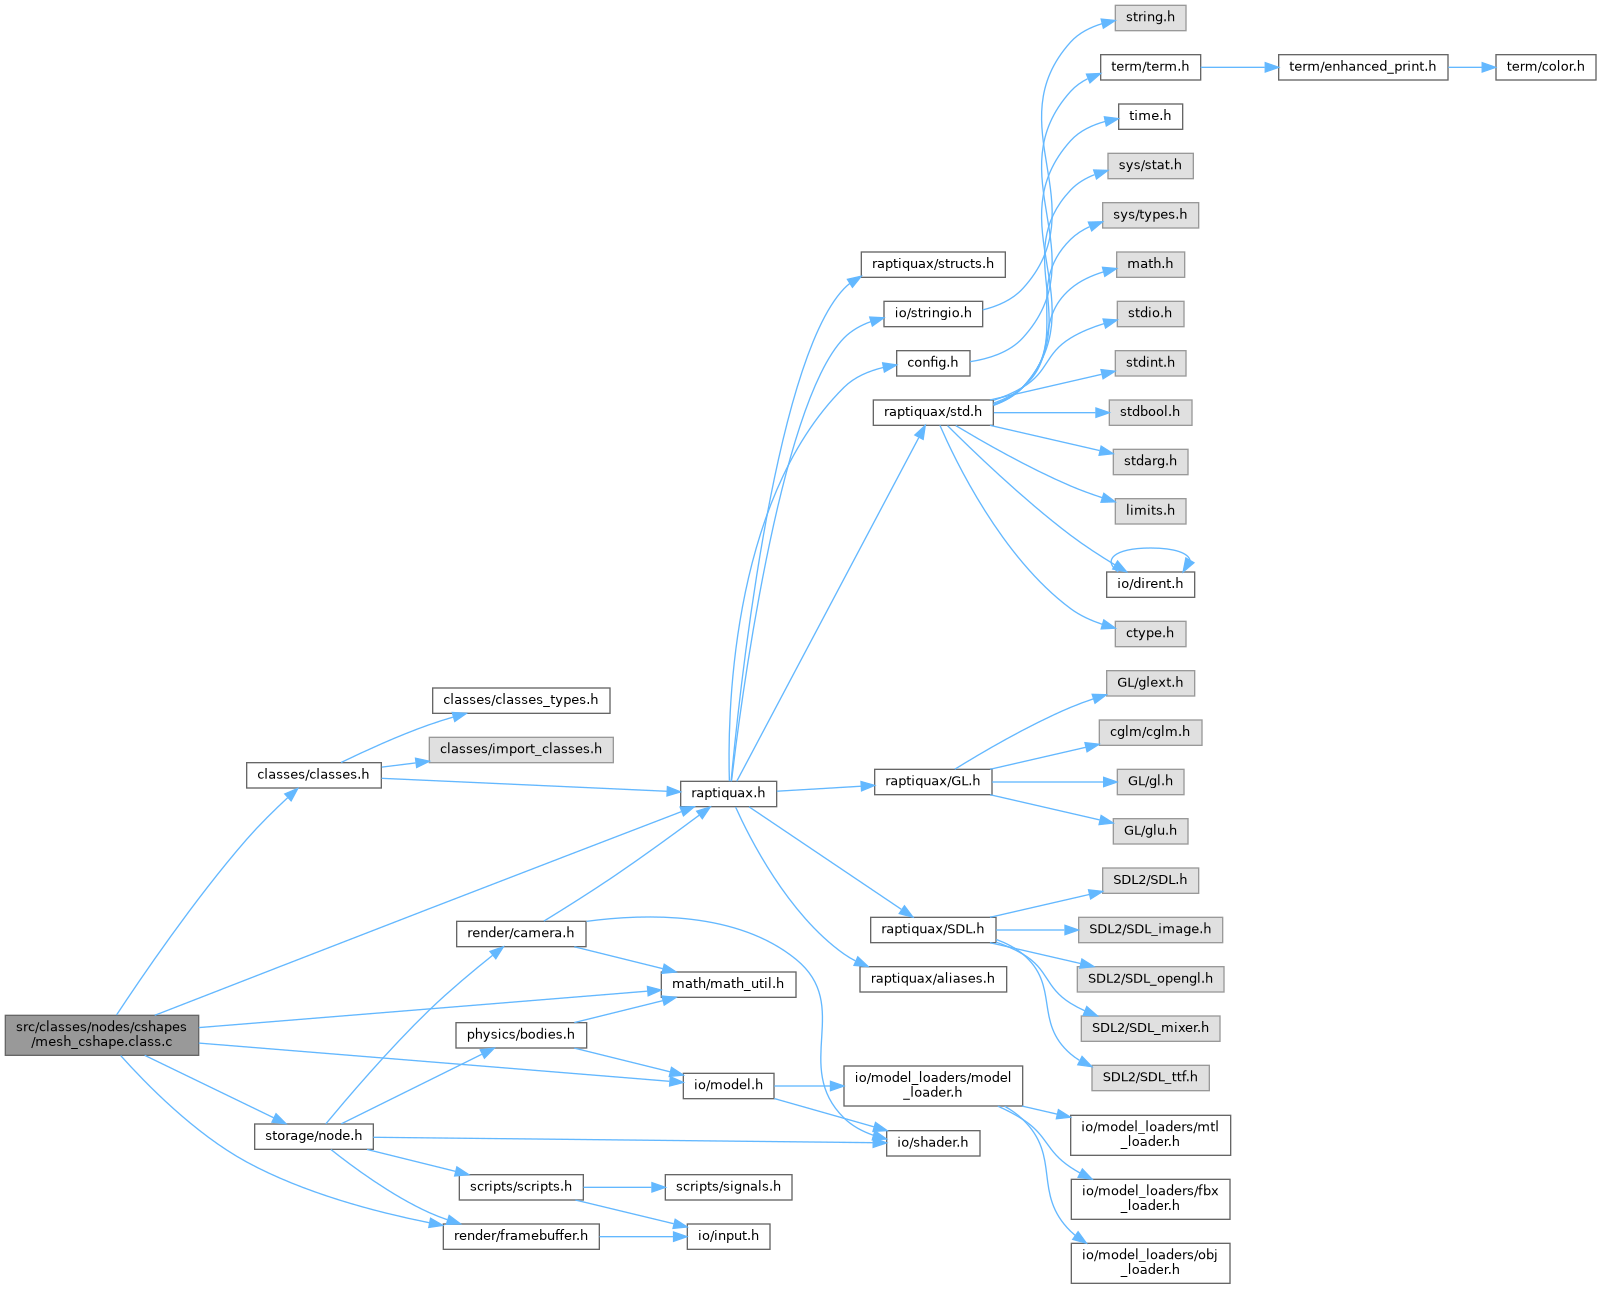 string.h
term/term.h
term/enhanced_print.h
term/color.h
time.h
sys/stat.h
sys/types.h
raptiquax/structs.h
math.h
io/stringio.h
stdio.h
config.h
stdint.h
raptiquax/std.h
stdbool.h
stdarg.h
limits.h
io/dirent.h
ctype.h
GL/glext.h
classes/classes_types.h
cglm/cglm.h
classes/import_classes.h
classes/classes.h
raptiquax.h
raptiquax/GL.h
GL/gl.h
GL/glu.h
SDL2/SDL.h
render/camera.h
raptiquax/SDL.h
SDL2/SDL_image.h
math/math_util.h
raptiquax/aliases.h
SDL2/SDL_opengl.h
src/classes/nodes/cshapes
/mesh_cshape.class.c
physics/bodies.h
SDL2/SDL_mixer.h
io/model.h
io/model_loaders/model
_loader.h
SDL2/SDL_ttf.h
storage/node.h
io/shader.h
io/model_loaders/mtl
_loader.h
scripts/scripts.h
scripts/signals.h
io/model_loaders/fbx
_loader.h
render/framebuffer.h
io/input.h
io/model_loaders/obj
_loader.h